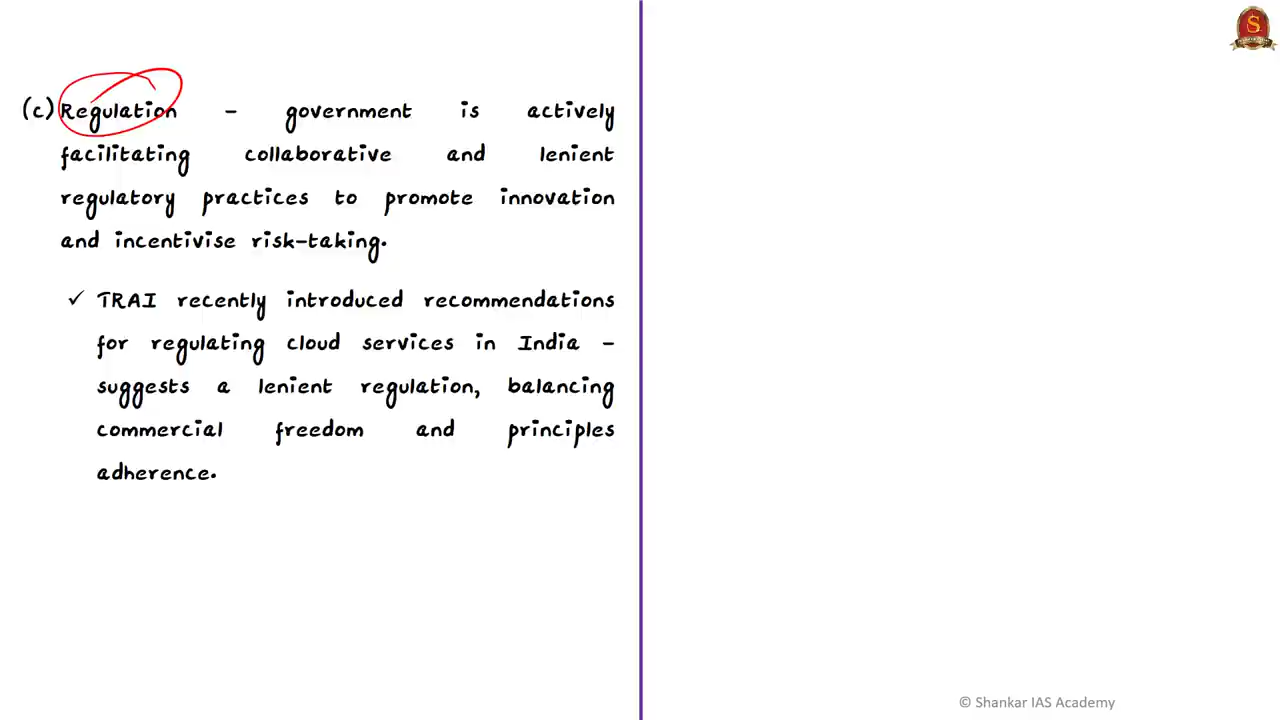 (c) Regulation - government is actively
facilitating collaborative and lenient
regulatory practices to promote innovation
and incentivise risk-taking.
✓ TRAI recently introduced recommendations
for regulating cloud services in India -
suggests a lenient regulation, balancing
commercial freedom and principles
adherence.
S
© Shankar IAS Academy